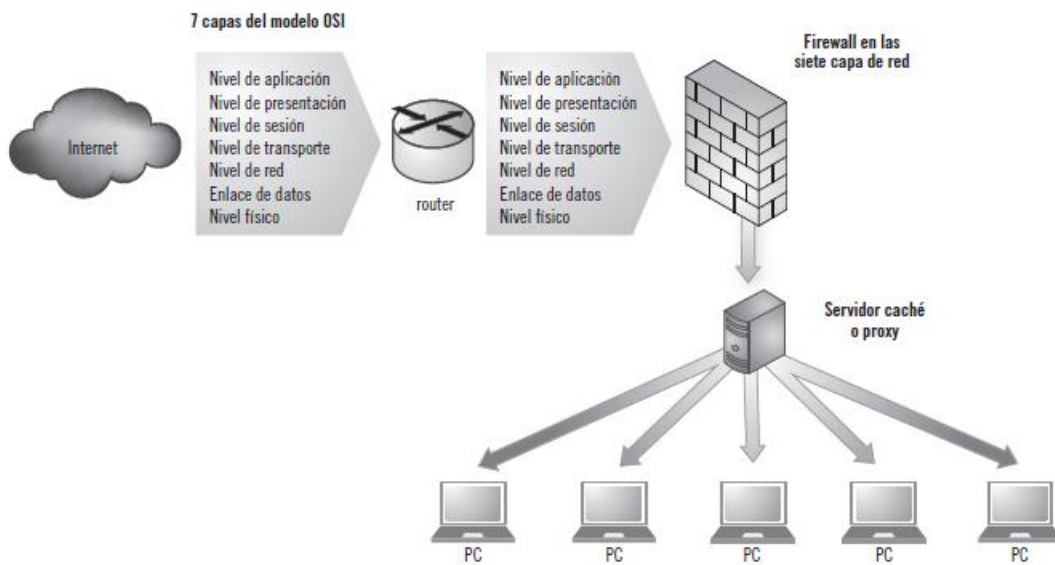 7 capas del modelo OSI
Internet
Nivel de aplicación
Nivel de presentación
Nivel de sesión
Nivel de transporte
Nivel de red
Enlace de datos
Nivel físico
router
Nivel de aplicación
Nivel de presentación
Nivel de sesión
Nivel de transporte
Nivel de red
Enlace de datos
Nivel físico
Firewall en las
siete capa de red
Servidor caché
o proxy
PC
PC
PC
PC
PC